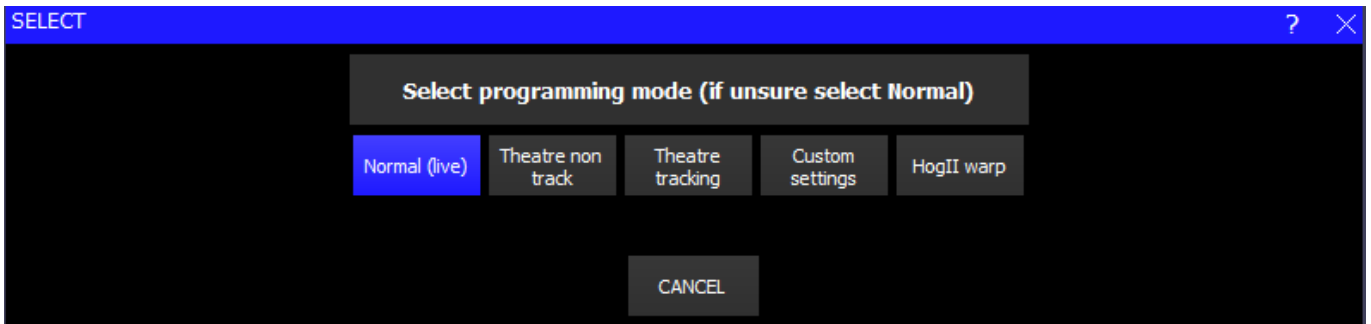 SELECT ?
Select programming mode (if unsure select Normal)
Normal (live)
Theatre non
track
Theatre
tracking
Custom
settings
HogII warp
CANCEL